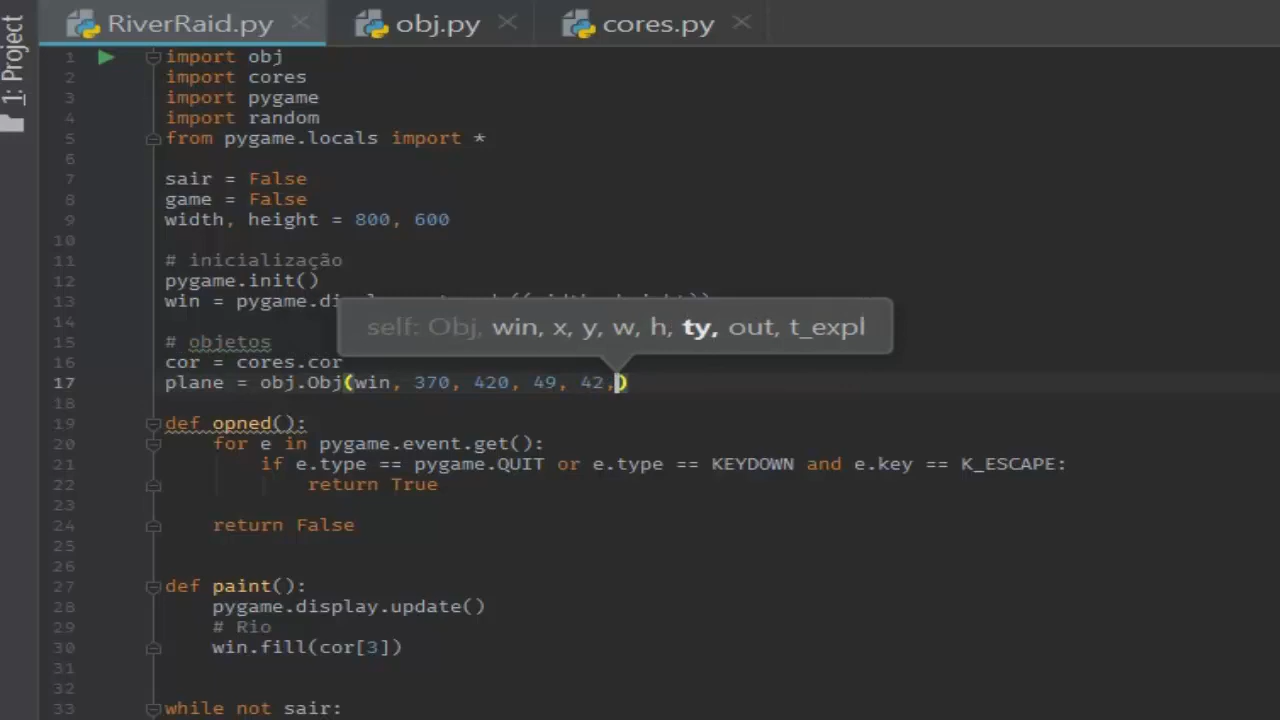 RiverRaid.py
obj.py
cores.py
1: Project
1 import obj
2 import cores
3 import pygame
4 import random
5 from pygame.locals import *
6
7 sair = False
8 game = False
9 width, height = 800, 600
10
11 # inicialização
12 pygame.init()
13 win = pygame.di
self: Obj, win, x, y, w, h, ty, out, t_expl
14
15 # objetos
16 cor = cores.cor
17 plane = obj.Obj(win, 370, 420, 49, 42,)
18
19 def opned():
20 for e in pygame.event.get():
21 if e.type == pygame.QUIT or e.type == KEYDOWN and e.key == K_ESCAPE:
22 return True
23
24 return False
25
26
27 def paint():
28 pygame.display.update()
29 # Rio
30 win.fill(cor[3])
31
32
33 while not sair: